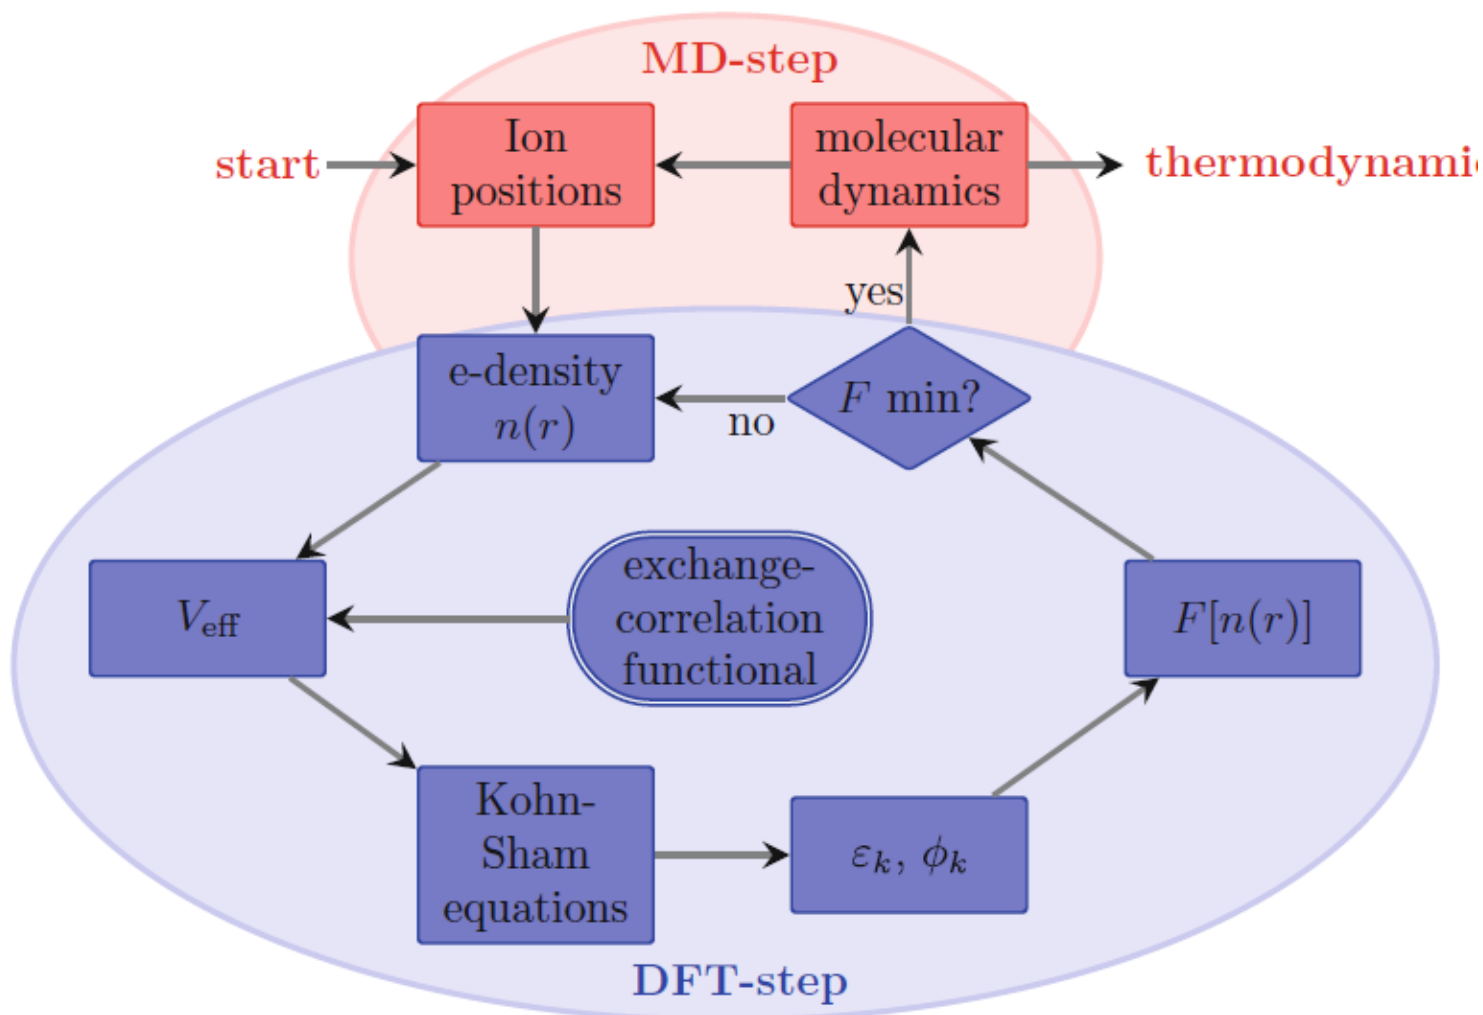 MD-step
start
Ion
positions
molecular
dynamics
thermodynamic
yes
e-density
n(r)
no
F min?
V_eff
exchange-
correlation
functional
F[n(r)]
Kohn-
Sham
equations
ε_k, ϕ_k
DFT-step